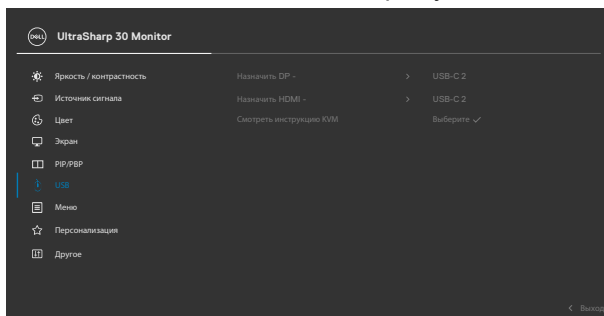 DELL UltraSharp 30 Monitor
Яркость / контрастность Назначить DP - > USB-C 2
Источник сигнала Назначить HDMI - > USB-C 2
Цвет Смотреть инструкцию KVM Выберите ✓
Экран
PIP/PBP
USB
Меню
Персонализация
Другое
< Выход